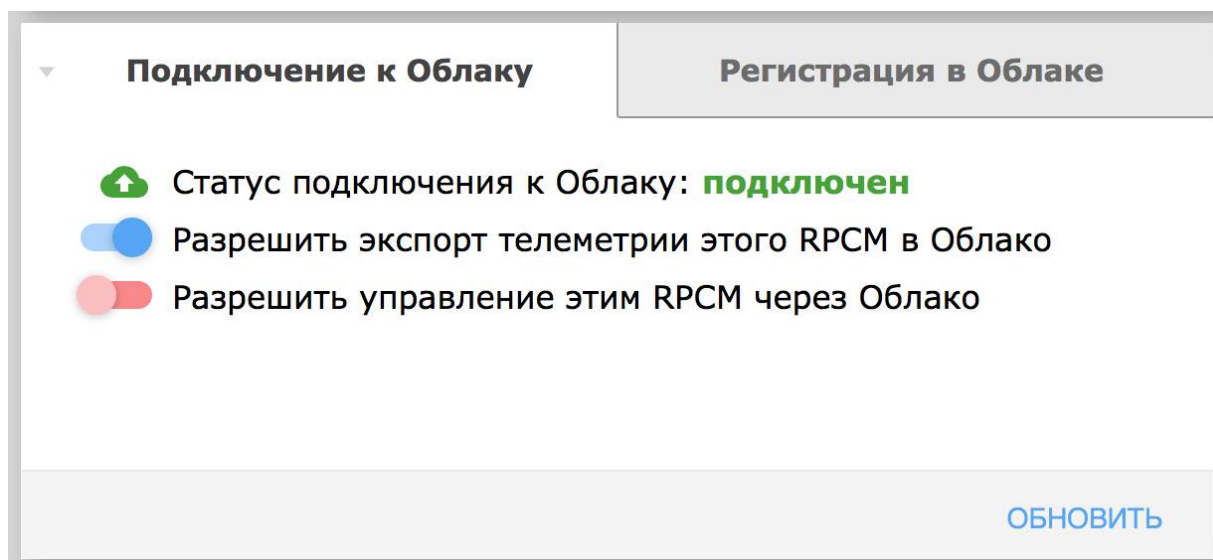 Подключение к Облаку
Регистрация в Облаке
Статус подключения к Облаку: подключен
Разрешить экспорт телеметрии этого RPCM в Облако
Разрешить управление этим RPCM через Облако
ОБНОВИТЬ